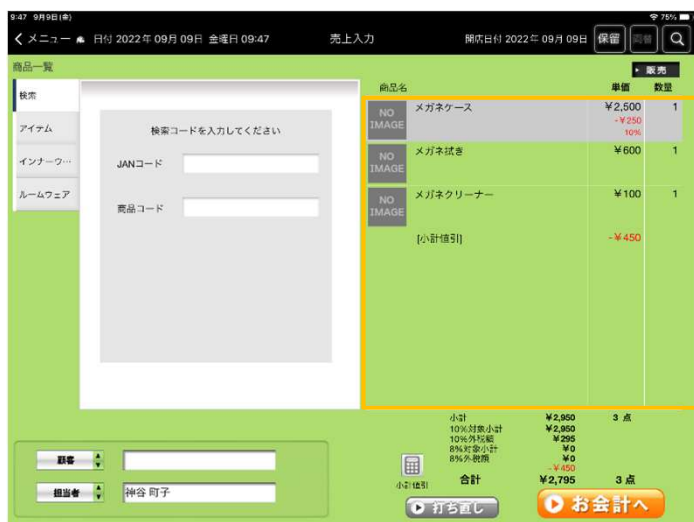 9:47 9月9日(金) 75%
メニュー 日付 2022年09月09日 金曜日 09:47 売上入力 開店日付 2022年09月09日 保留 両替
商品一覧 販売
検索
アイテム
インナーウ…
ルームウェア
検索コードを入力してください
JANコード
商品コード
商品名 単価 数量
NO IMAGE メガネケース ¥2,500 1
-¥250
10%
NO IMAGE メガネ拭き ¥600 1
NO IMAGE メガネクリーナー ¥100 1
[小計値引] -¥450
小計 ¥2,950 3 点
10%対象小計 ¥2,950
10%外税額 ¥295
8%対象小計 ¥0
8%外税額 ¥0
小計値引 -¥450
合計 ¥2,795 3 点
顧客
担当者 神谷 町子
打ち直し
お会計へ